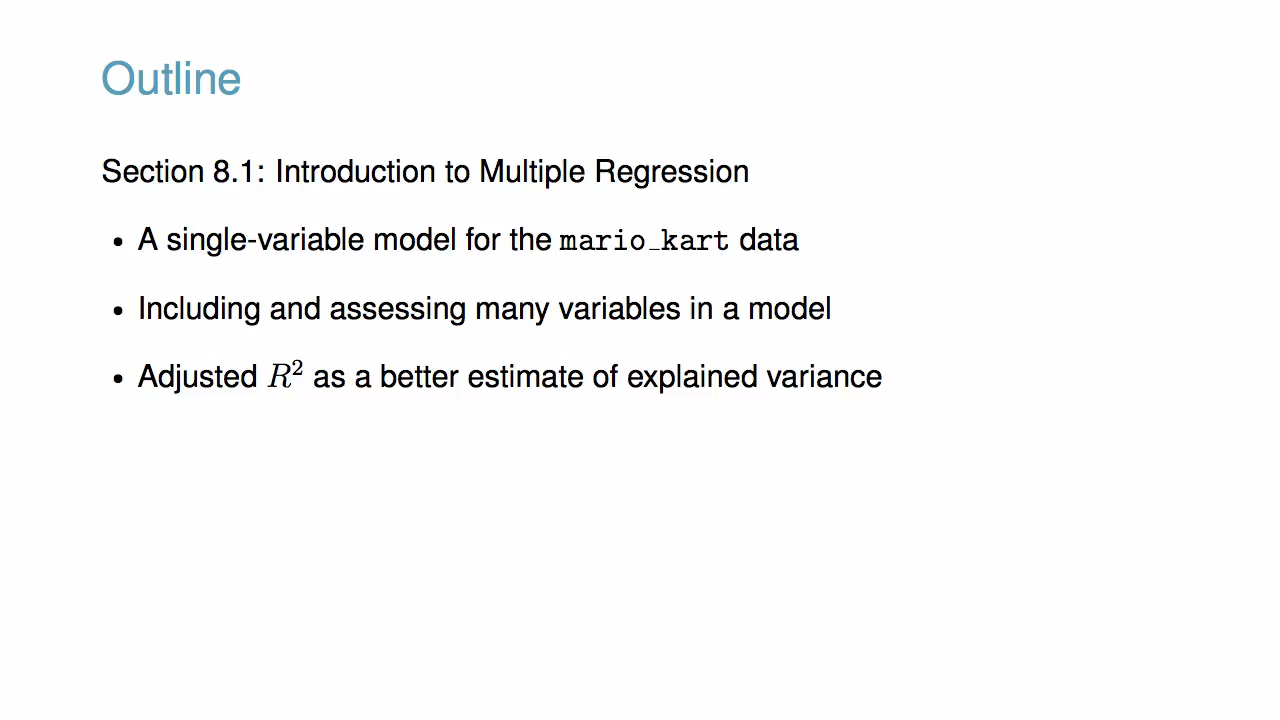 Outline
Section 8.1: Introduction to Multiple Regression
• A single-variable model for the mario_kart data
• Including and assessing many variables in a model
• Adjusted R² as a better estimate of explained variance